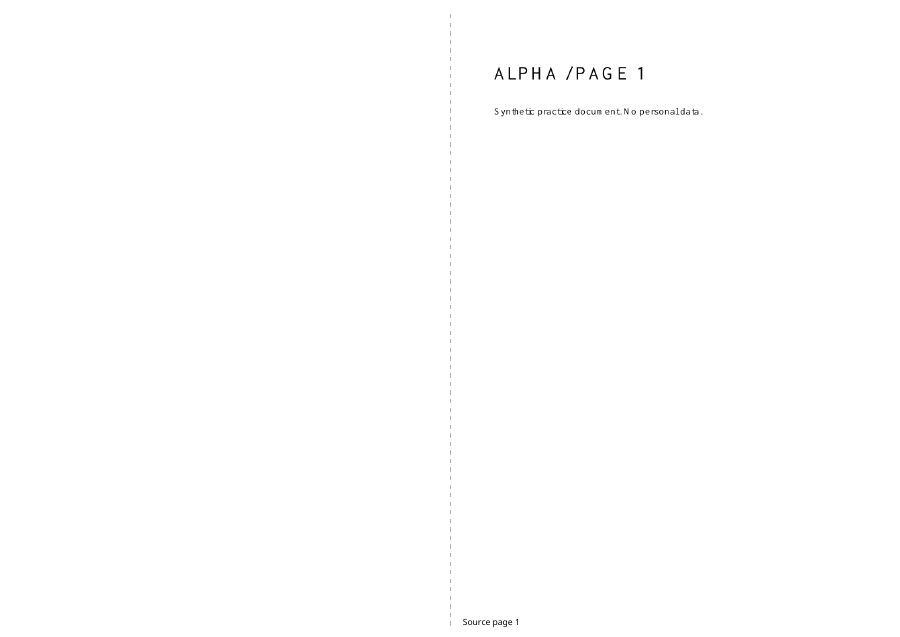 ALPHA / PAGE 1
Synthetic practice document. No personal data.
Source page 1